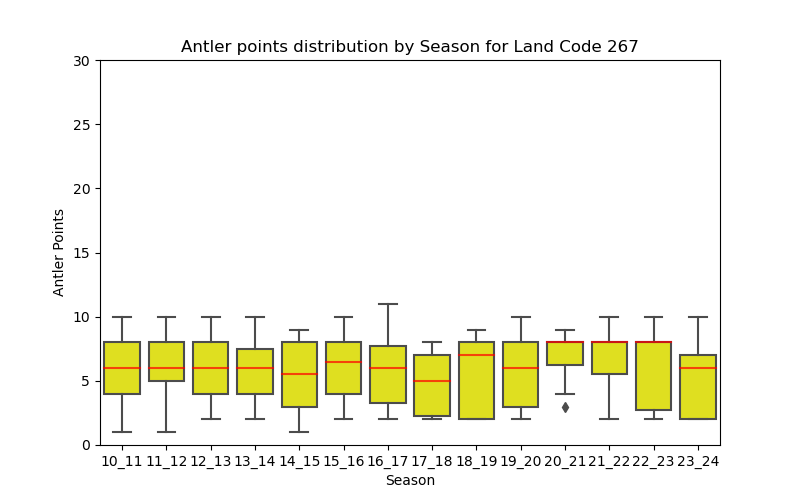 Antler points distribution by Season for Land Code 267
30
25
20
15
10
5
0
Antler Points
10_11 11_12 12_13 13_14 14_15 15_16 16_17 17_18 18_19 19_20 20_21 21_22 22_23 23_24
Season